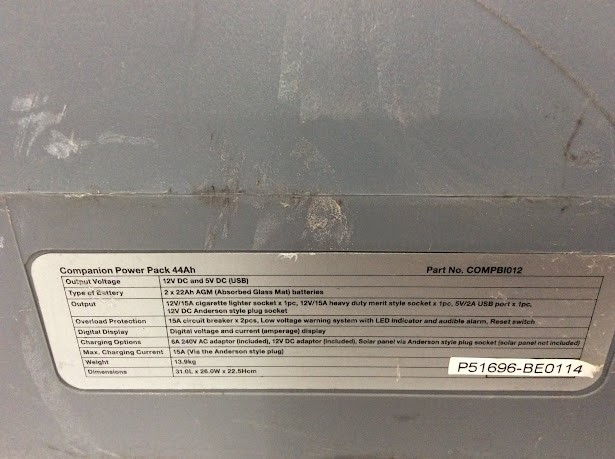 Companion Power Pack 44Ah Part No. COMPBI012
Output Voltage 12V DC and 5V DC (USB)
Type of Battery 2 x 22Ah AGM (Absorbed Glass Mat) batteries
Output 12V/15A cigarette lighter socket x 1pc, 12V/15A heavy duty merit style socket x 1pc, 5V/2A USB port x 1pc,
12V DC Anderson style plug socket
Overload Protection 15A circuit breaker x 2pcs, Low voltage warning system with LED Indicator and audible alarm, Reset switch.
Digital Display Digital voltage and current (amperage) display
Charging Options 6A 240V AC adaptor (included), 12V DC adaptor (included), Solar panel via Anderson style plug socket (solar panel not included)
Max. Charging Current 15A (Via the Anderson style plug)
Weight 13.9kg
Dimensions 31.0L x 26.0W x 22.5Hcm
P51696-BE0114